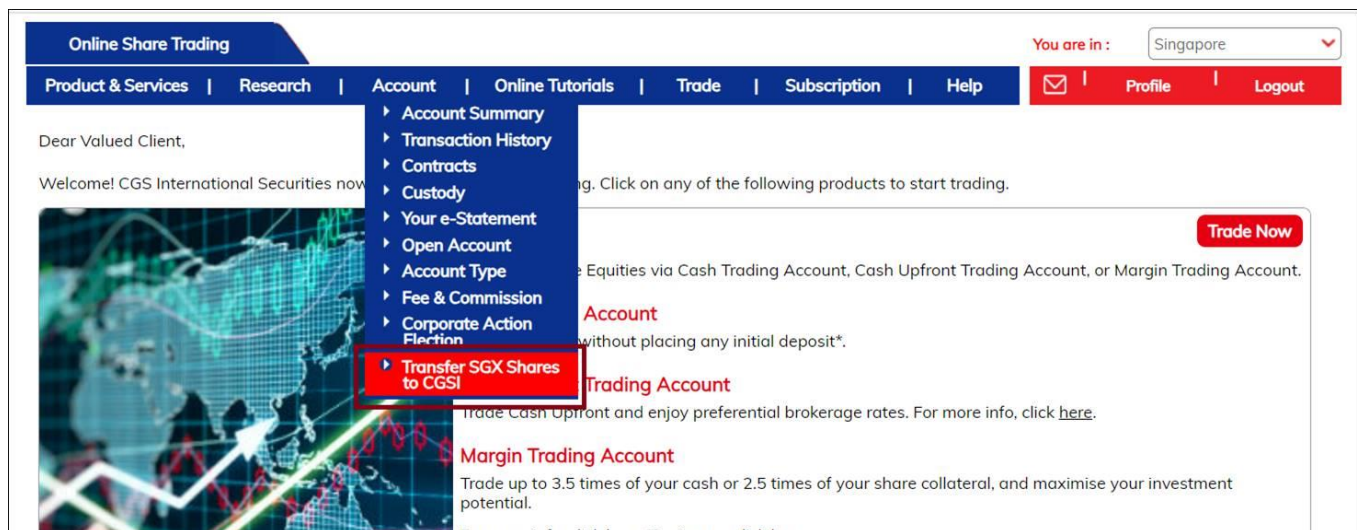 Online Share Trading
You are in :
Singapore
Product & Services | Research | Account | Online Tutorials | Trade | Subscription | Help
Profile | Logout
Account Summary
Transaction History
Contracts
Custody
Your e-Statement
Open Account
Account Type
Fee & Commission
Corporate Action
Election
Transfer SGX Shares
to CGSI
Dear Valued Client,
Welcome! CGS International Securities now
Click on any of the following products to start trading.
Trade Now
Equities via Cash Trading Account, Cash Upfront Trading Account, or Margin Trading Account.
Account
without placing any initial deposit*.
Trading Account
Trade Cash Upfront and enjoy preferential brokerage rates. For more info, click here.
Margin Trading Account
Trade up to 3.5 times of your cash or 2.5 times of your share collateral, and maximise your investment
potential.